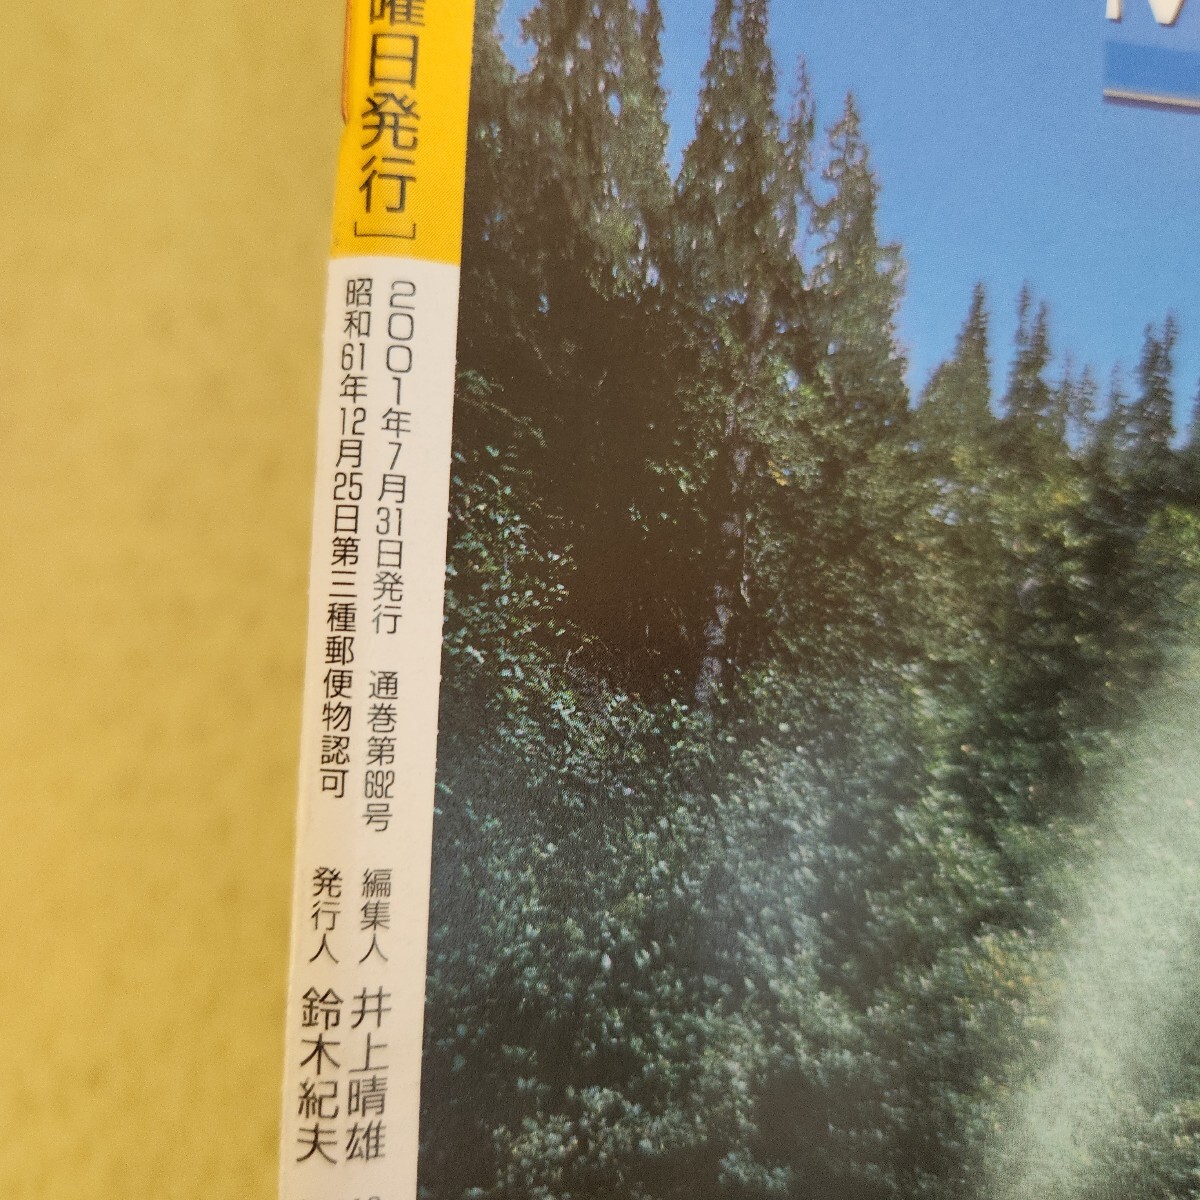 曜日発行]
2001年7月31日発行 通巻第692号 編集人 井上晴雄
昭和61年12月25日第三種郵便物認可 発行人 鈴木紀夫